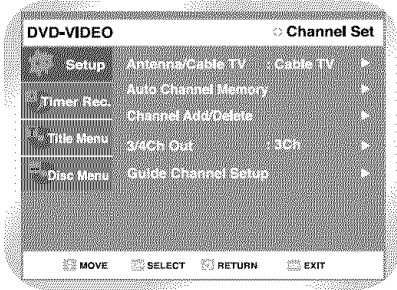 DVD-VIDEO Channel Set
Setup Antenna/Cable TV : Cable TV
Auto Channel Memory
Timer Rec.
Channel Add/Delete
Title Menu
3/4Ch Out : 3Ch
Disc Menu Guide Channel Setup
MOVE SELECT RETURN EXIT